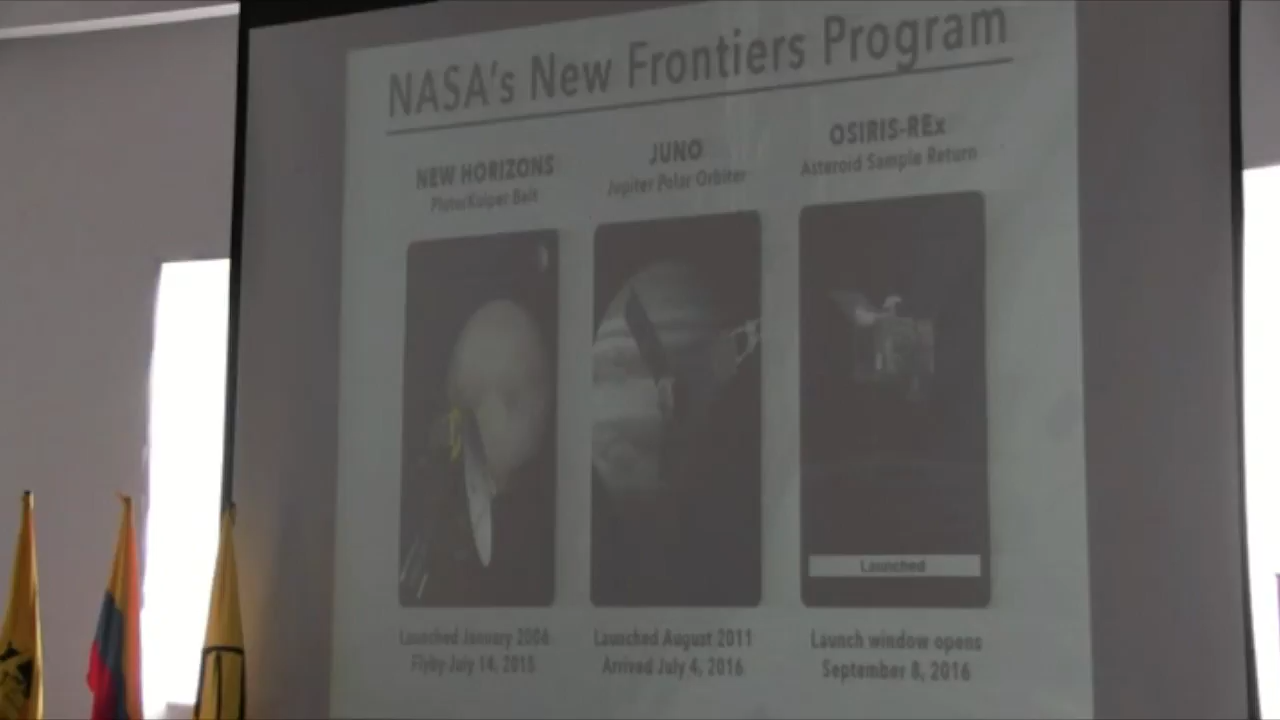 NASA's New Frontiers Program
NEW HORIZONS
Pluto/Kuiper Belt
JUNO
Jupiter Polar Orbiter
OSIRIS-REx
Asteroid Sample Return
Launched
Launched January 2006
Flyby July 14, 2015
Launched August 2011
Arrived July 4, 2016
Launch window opens
September 8, 2016